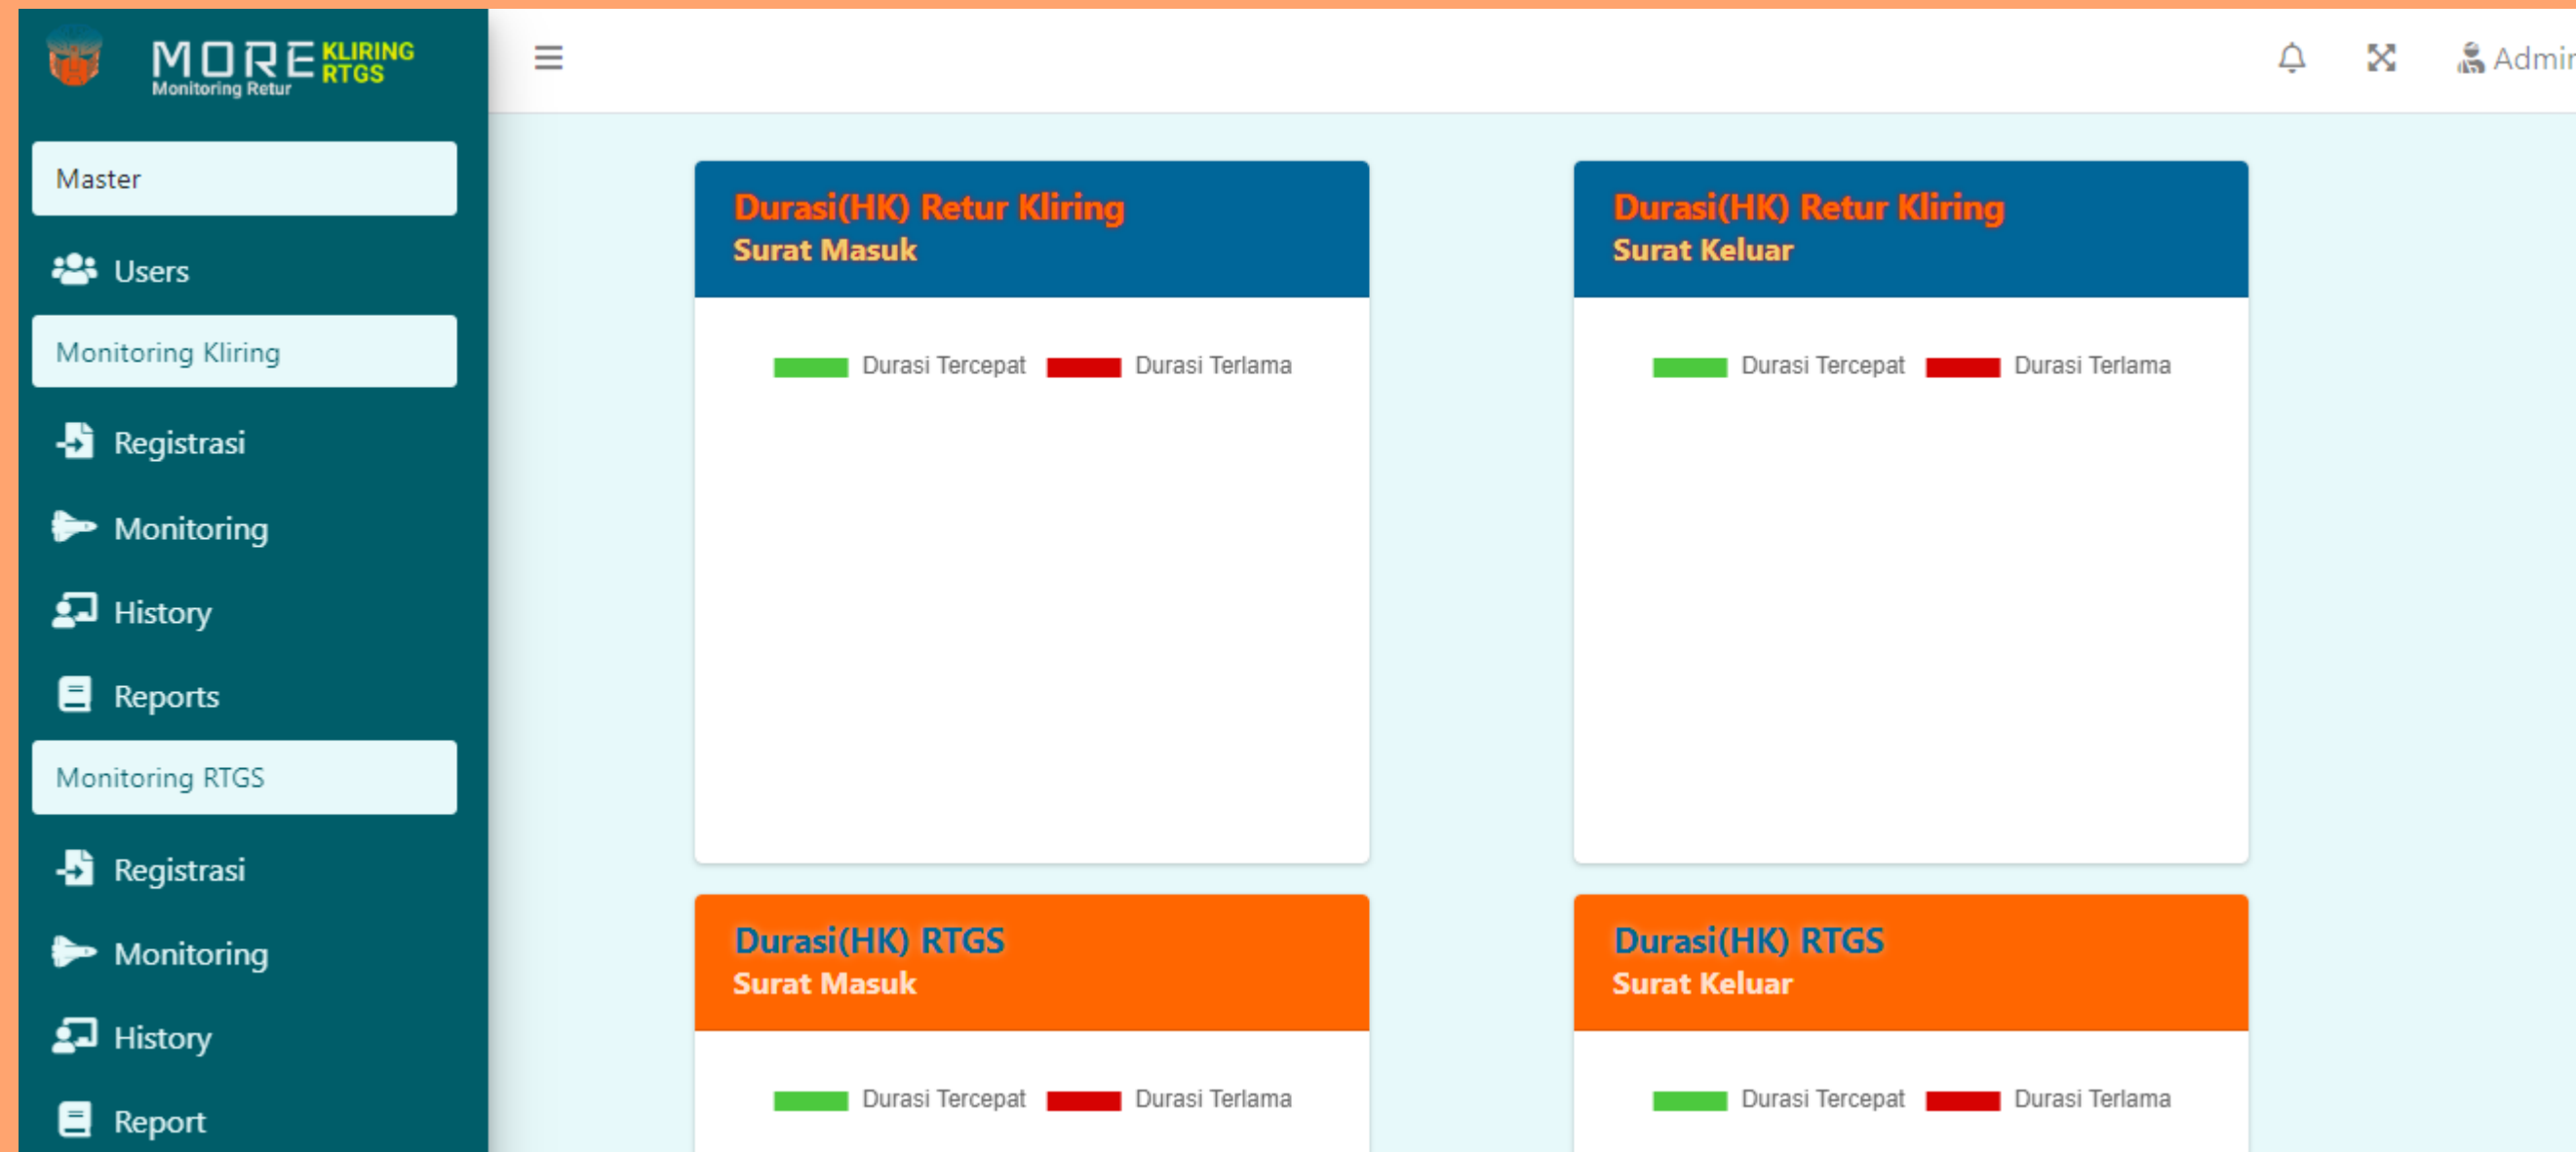 MORE KLIRING
RTGS
Monitoring Retur
Master
Users
Monitoring Kliring
Registrasi
Monitoring
History
Reports
Monitoring RTGS
Registrasi
Monitoring
History
Report
Admin
Durasi(HK) Retur Kliring
Surat Masuk
Durasi Tercepat Durasi Terlama
Durasi(HK) Retur Kliring
Surat Keluar
Durasi Tercepat Durasi Terlama
Durasi(HK) RTGS
Surat Masuk
Durasi Tercepat Durasi Terlama
Durasi(HK) RTGS
Surat Keluar
Durasi Tercepat Durasi Terlama